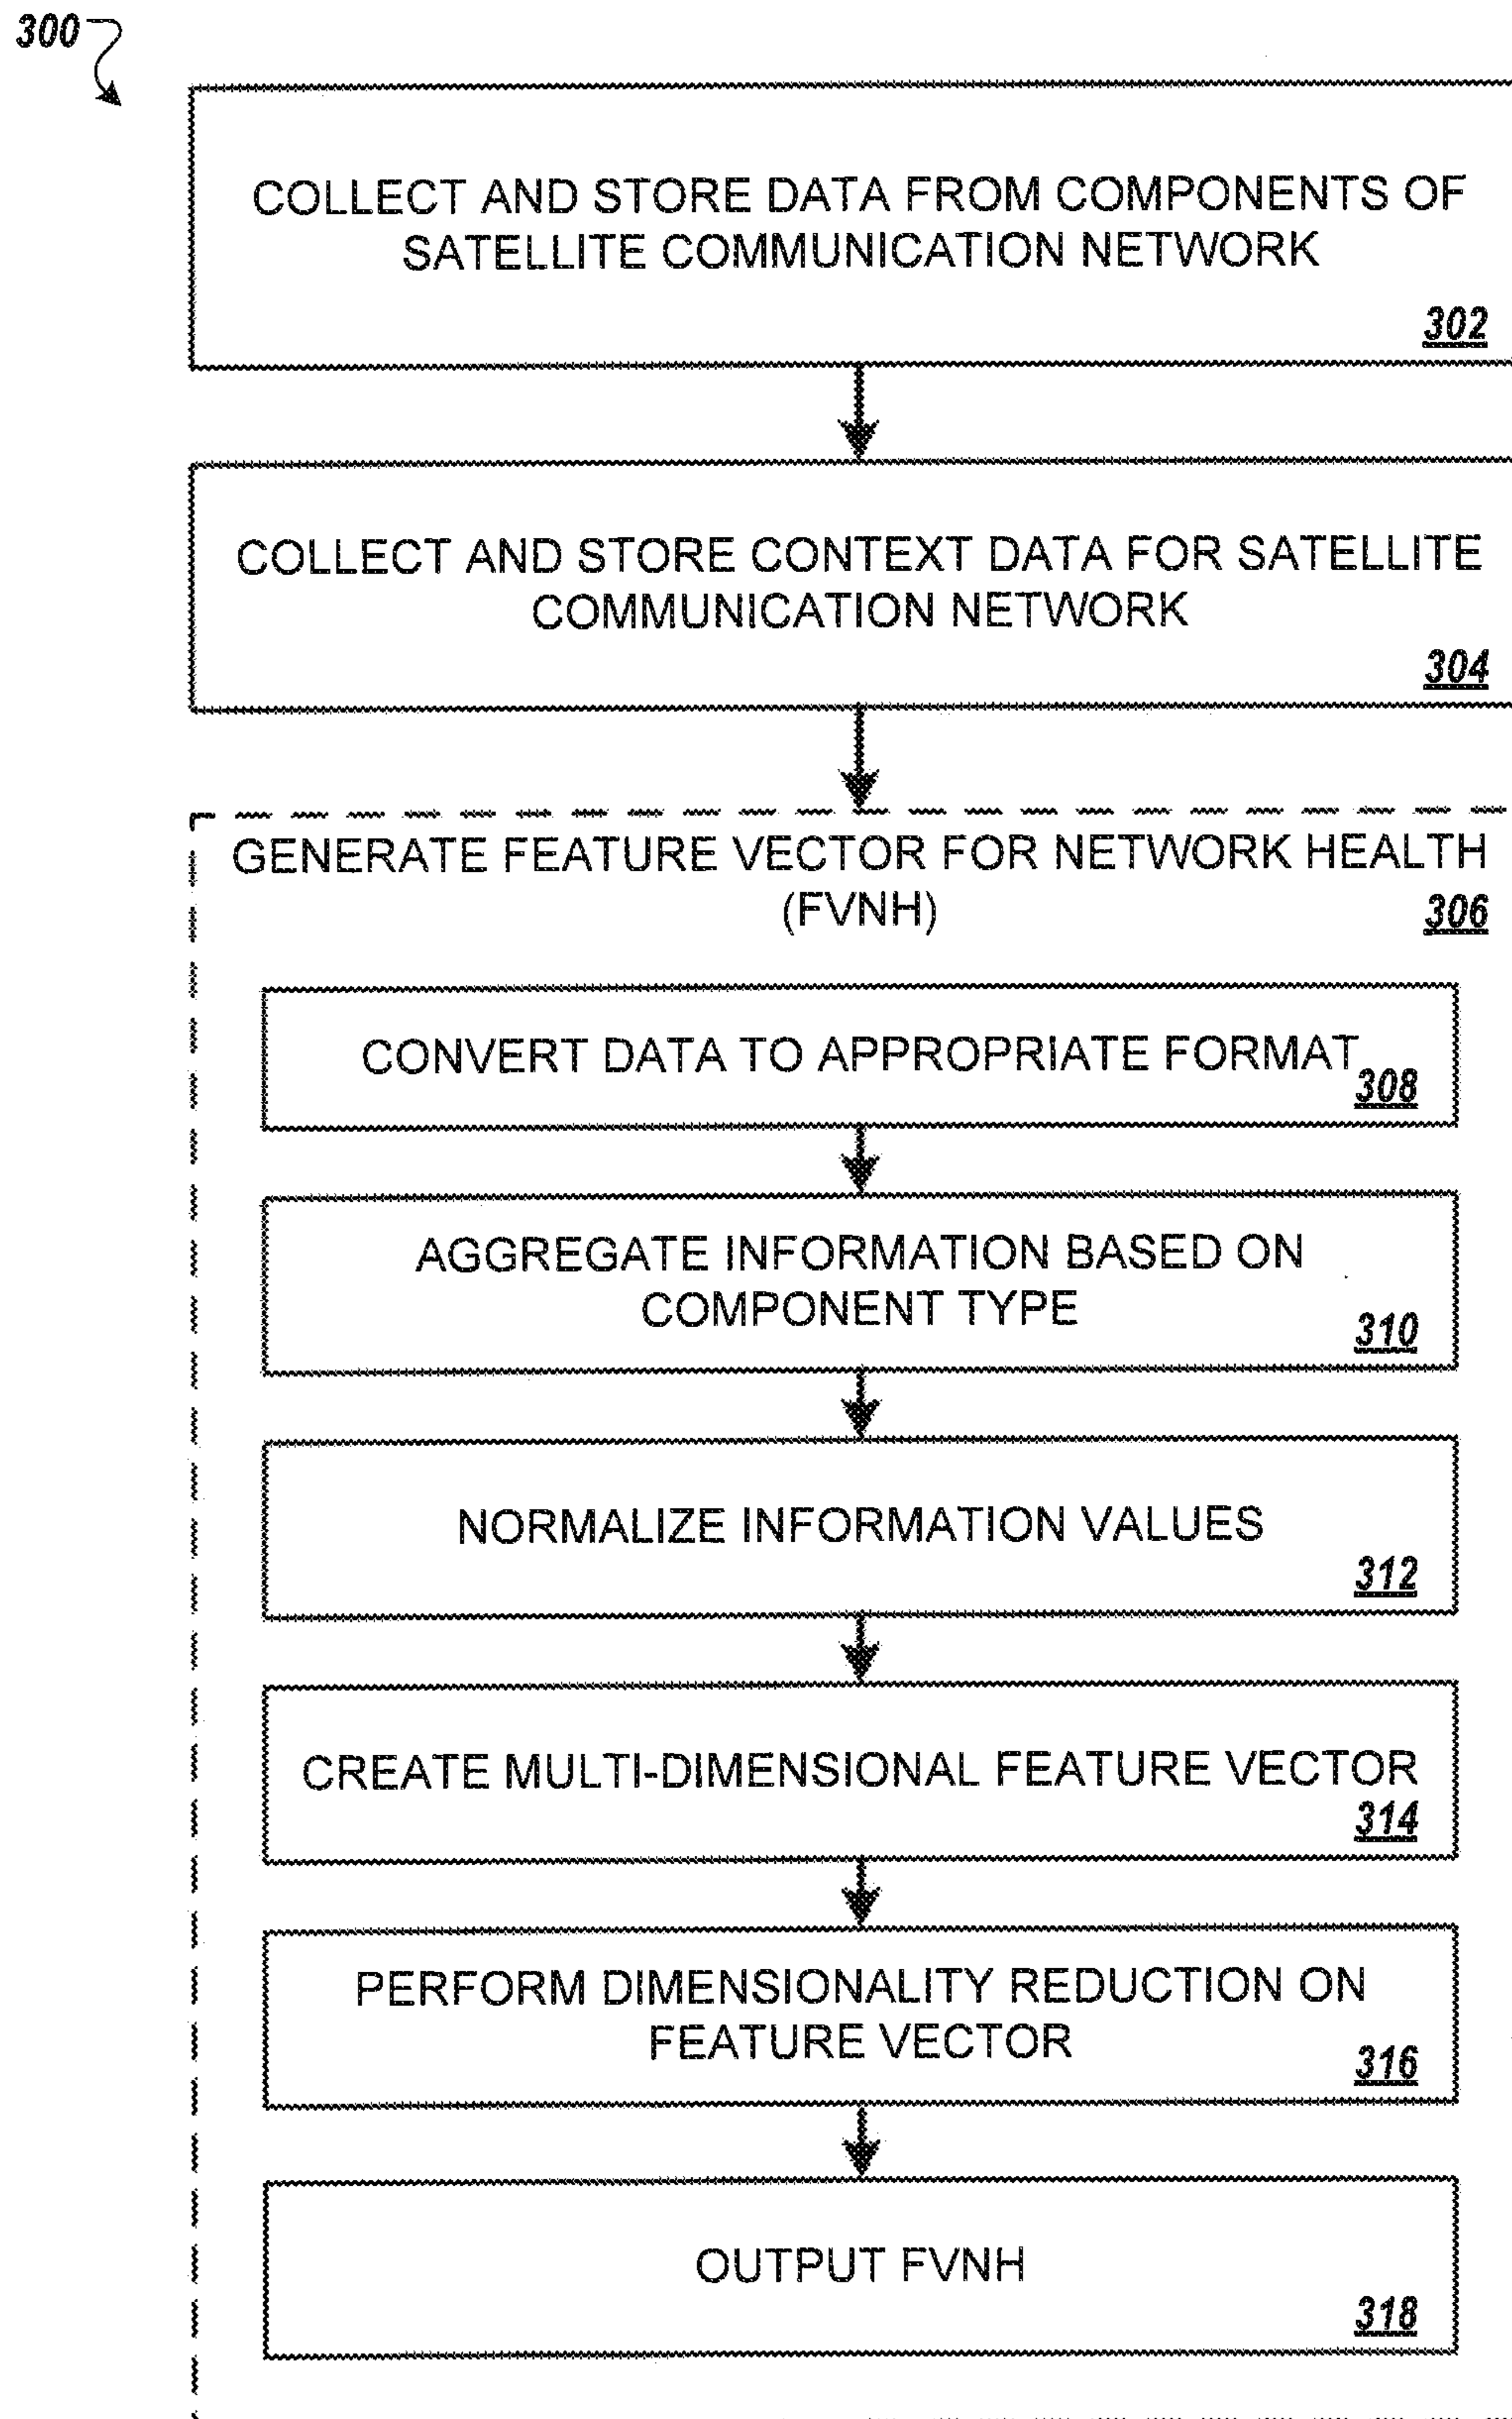 300
COLLECT AND STORE DATA FROM COMPONENTS OF
SATELLITE COMMUNICATION NETWORK
302
COLLECT AND STORE CONTEXT DATA FOR SATELLITE
COMMUNICATION NETWORK
304
GENERATE FEATURE VECTOR FOR NETWORK HEALTH
(FVNH)
306
CONVERT DATA TO APPROPRIATE FORMAT
308
AGGREGATE INFORMATION BASED ON
COMPONENT TYPE
310
NORMALIZE INFORMATION VALUES
312
CREATE MULTI-DIMENSIONAL FEATURE VECTOR
314
PERFORM DIMENSIONALITY REDUCTION ON
FEATURE VECTOR
316
OUTPUT FVNH
318